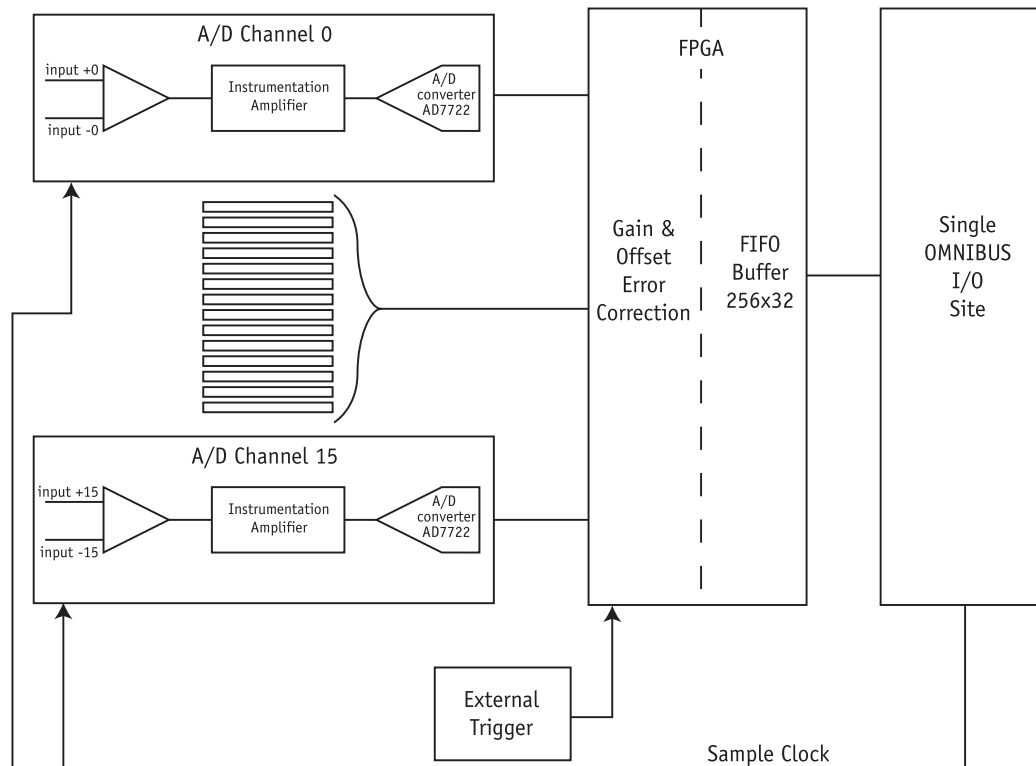 A/D Channel 0
input +0
input -0
Instrumentation
Amplifier
A/D
converter
AD7722
FPGA
Gain &
Offset
Error
Correction
FIFO
Buffer
256x32
Single
OMNIBUS
I/O
Site
A/D Channel 15
input +15
input -15
Instrumentation
Amplifier
A/D
converter
AD7722
External
Trigger
Sample Clock